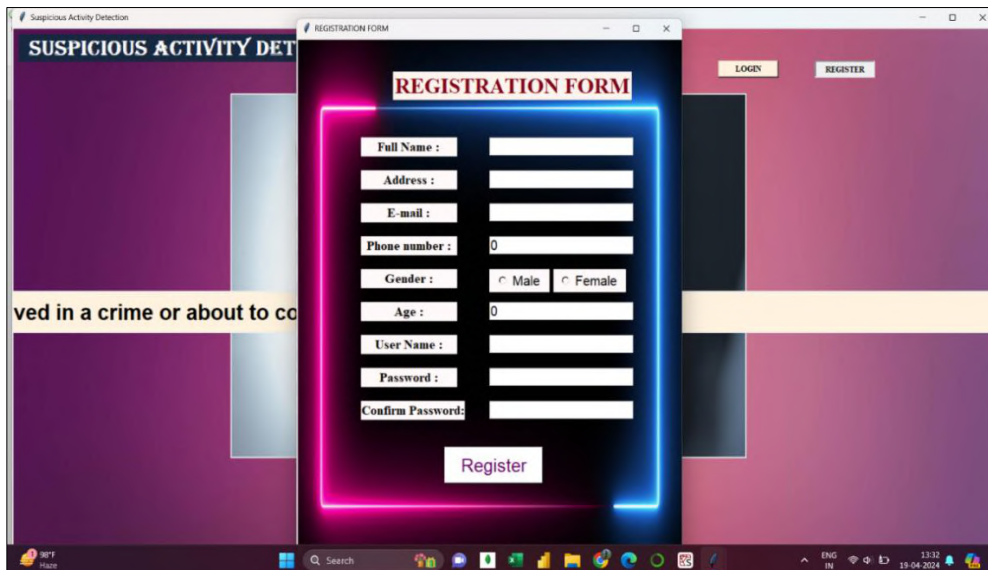 Suspicious Activity Detection
REGISTRATION FORM
SUSPICIOUS ACTIVITY DET
LOGIN
REGISTER
REGISTRATION FORM
Full Name :
Address :
E-mail :
Phone number :
0
Gender :
Male
Female
ved in a crime or about to co
Age :
0
User Name :
Password :
Confirm Password:
Register
1
98°F
Haze
Search
ENG
IN
13:32
19-04-2024